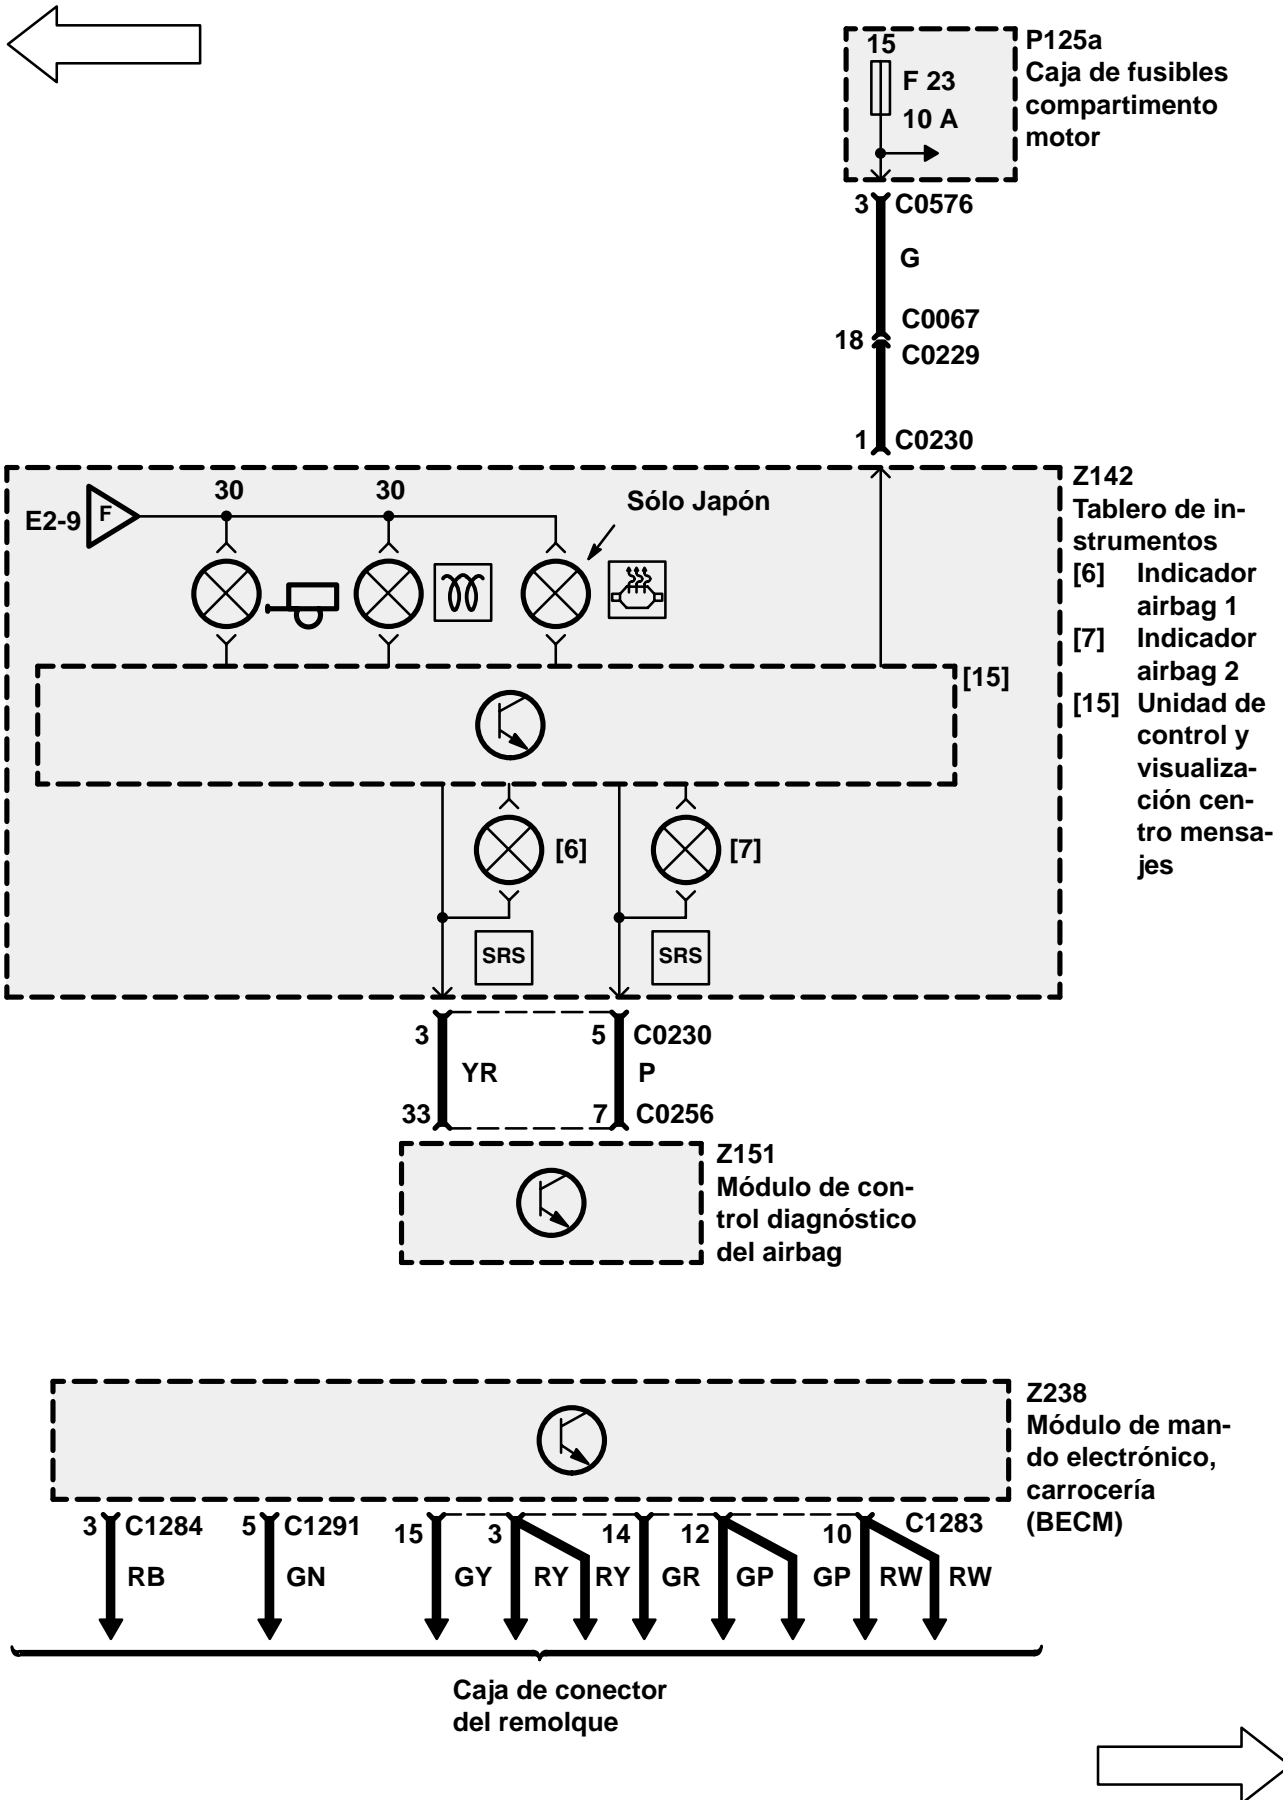 P125a
Caja de fusibles
compartimento
motor
15
F 23
10 A
3 C0576
G
C0067
18
C0229
1 C0230
Z142
Tablero de in-
strumentos
[6] Indicador
airbag 1
[7] Indicador
airbag 2
[15] Unidad de
control y
visualiza-
ción cen-
tro mensa-
jes
E2-9 F 30 30 Sólo Japón
[15]
[6] [7]
SRS SRS
3 5 C0230
YR P
33 7 C0256
Z151
Módulo de con-
trol diagnóstico
del airbag
Z238
Módulo de man-
do electrónico,
carrocería
(BECM)
3 C1284 5 C1291 15 3 14 12 10 C1283
RB GN GY RY RY GR GP GP RW RW
Caja de conector
del remolque